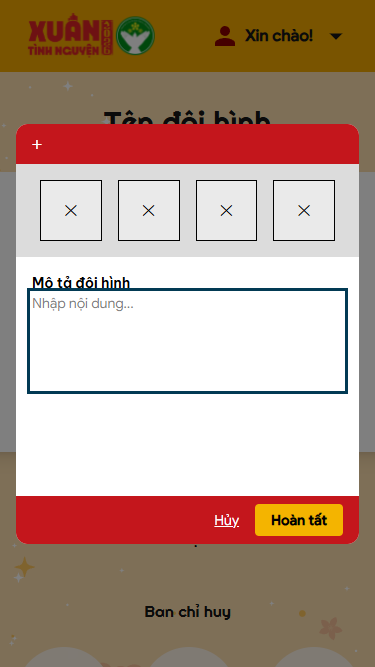 XUÂN
TÌNH NGUYỆN
Xin chào!
Tên đội hình
+
Mô tả đội hình
Nhập nội dung...
Hủy
Hoàn tất
Ban chỉ huy